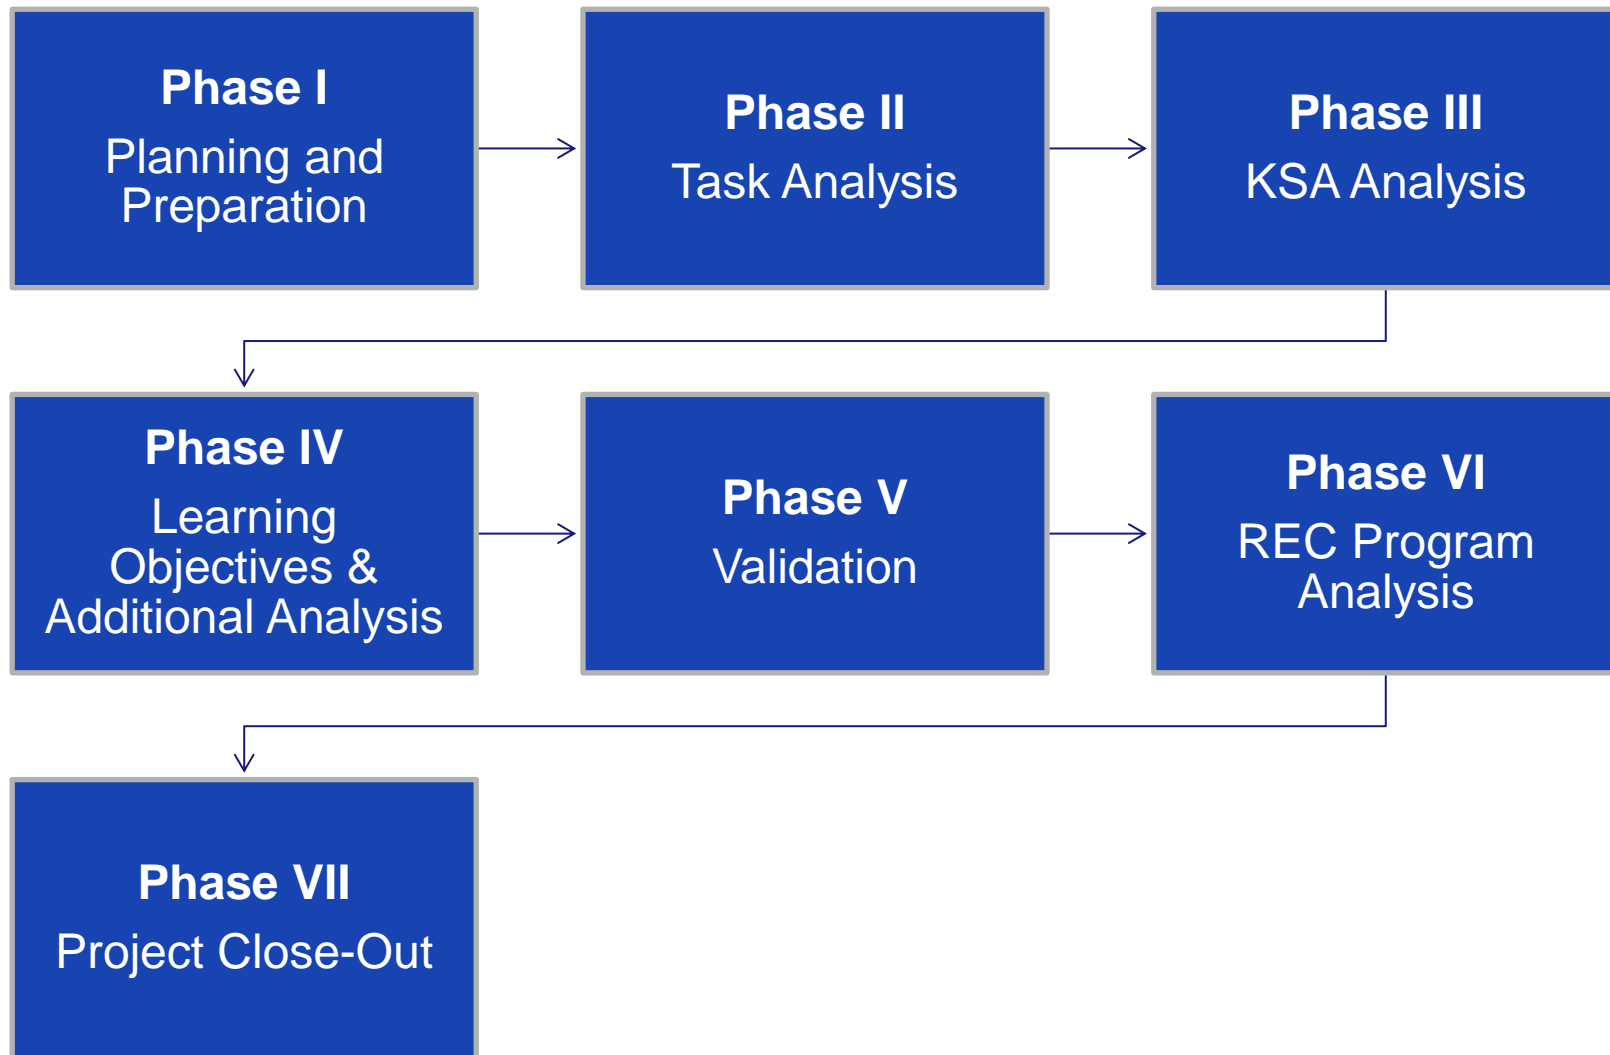 Phase I
Planning and
Preparation
Phase II
Task Analysis
Phase III
KSA Analysis
Phase IV
Learning
Objectives &
Additional Analysis
Phase V
Validation
Phase VI
REC Program
Analysis
Phase VII
Project Close-Out